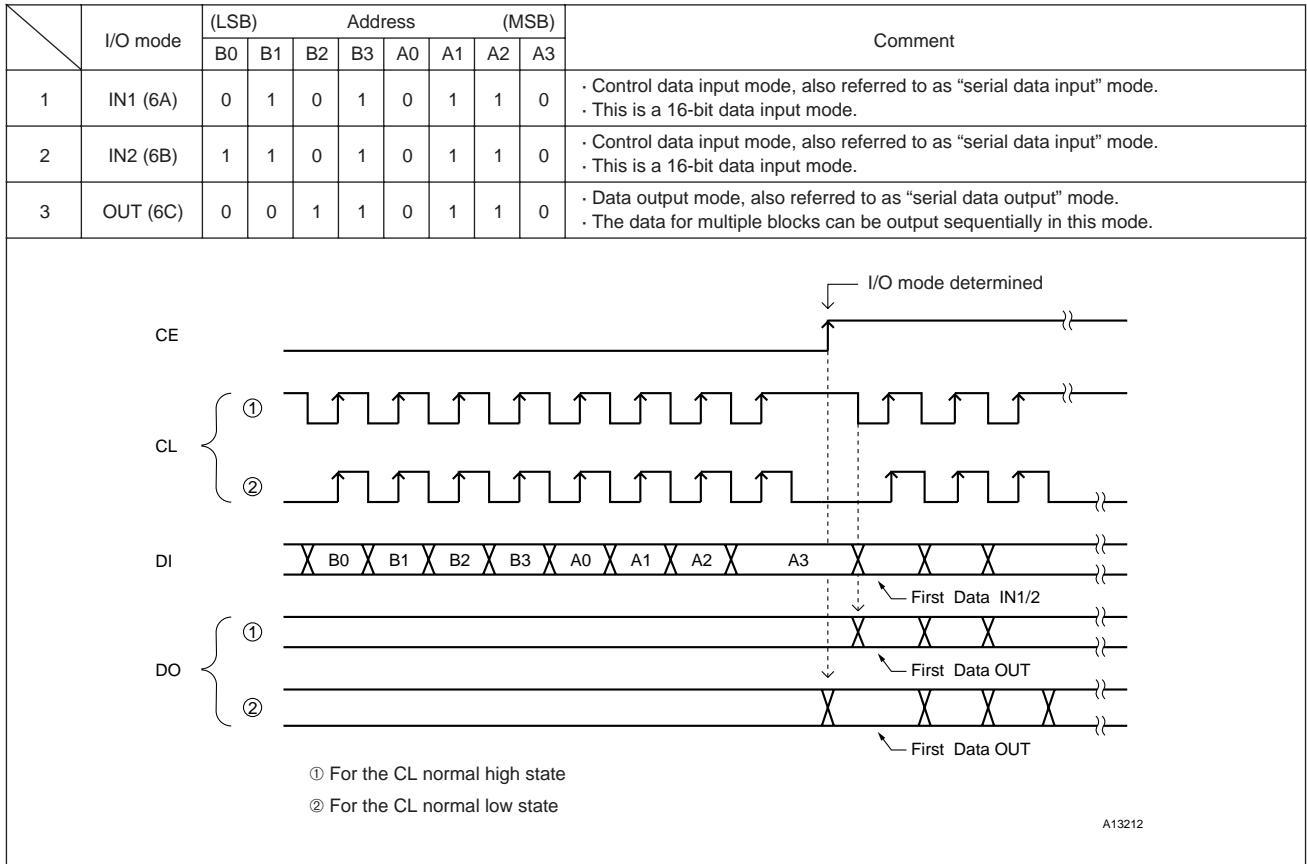 I/O mode
(LSB) Address (MSB)
Comment
B0 B1 B2 B3 A0 A1 A2 A3
1 IN1 (6A) 0 1 0 1 0 1 1 0
· Control data input mode, also referred to as “serial data input” mode.
· This is a 16-bit data input mode.
2 IN2 (6B) 1 1 0 1 0 1 1 0
· Control data input mode, also referred to as “serial data input” mode.
· This is a 16-bit data input mode.
3 OUT (6C) 0 0 1 1 0 1 1 0
· Data output mode, also referred to as “serial data output” mode.
· The data for multiple blocks can be output sequentially in this mode.
I/O mode determined
CE
①
CL
②
DI B0 B1 B2 B3 A0 A1 A2 A3
First Data IN1/2
①
First Data OUT
DO
②
First Data OUT
① For the CL normal high state
② For the CL normal low state
A13212